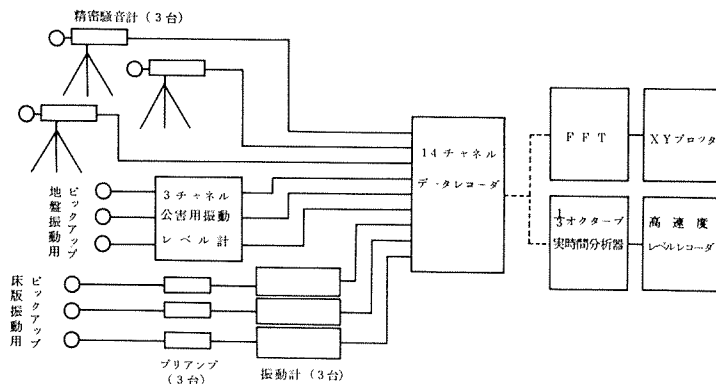 精密騒音計(3台)
14チャネル
データレコーダ
FFT
XYプロッタ
地盤振動用
ピックアップ
3チャネル
公害用振動
レベル計
1/3オクターブ
実時間分析器
高速度
レベルレコーダ
床版振動用
ピックアップ
プリアンプ
(3台)
振動計(3台)